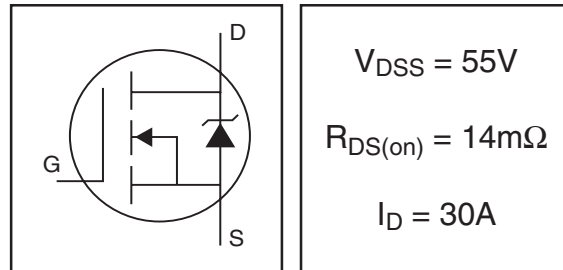 D
G
S
VDSS = 55V
RDS(on) = 14mΩ
ID = 30A